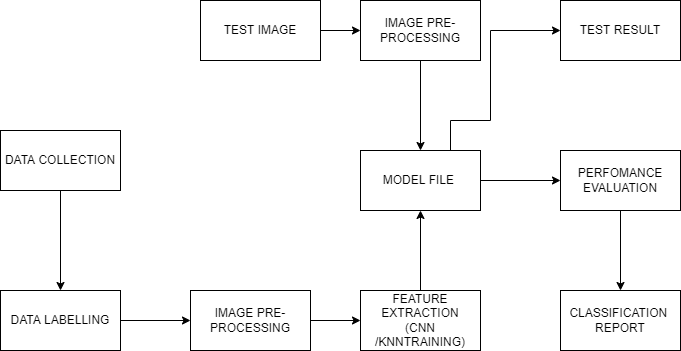 TEST IMAGE
IMAGE PRE-
PROCESSING
TEST RESULT
DATA COLLECTION
MODEL FILE
PERFOMANCE
EVALUATION
DATA LABELLING
IMAGE PRE-
PROCESSING
FEATURE
EXTRACTION
(CNN
/KNNTRAINING)
CLASSIFICATION
REPORT